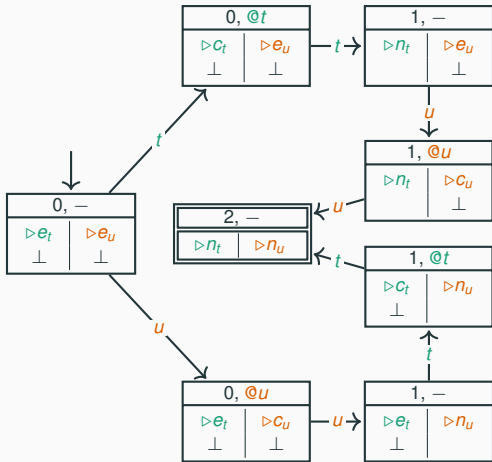 0, @t
▷c_t ▷e_u
⊥ ⊥
t
1, −
▷n_t ▷e_u
⊥
u
t
1, @u
▷n_t ▷c_u
⊥
u
0, −
▷e_t ▷e_u
⊥ ⊥
2, −
▷n_t ▷n_u
t
1, @t
▷c_t ▷n_u
⊥
u
t
0, @u
▷e_t ▷c_u
⊥ ⊥
u
1, −
▷e_t ▷n_u
⊥